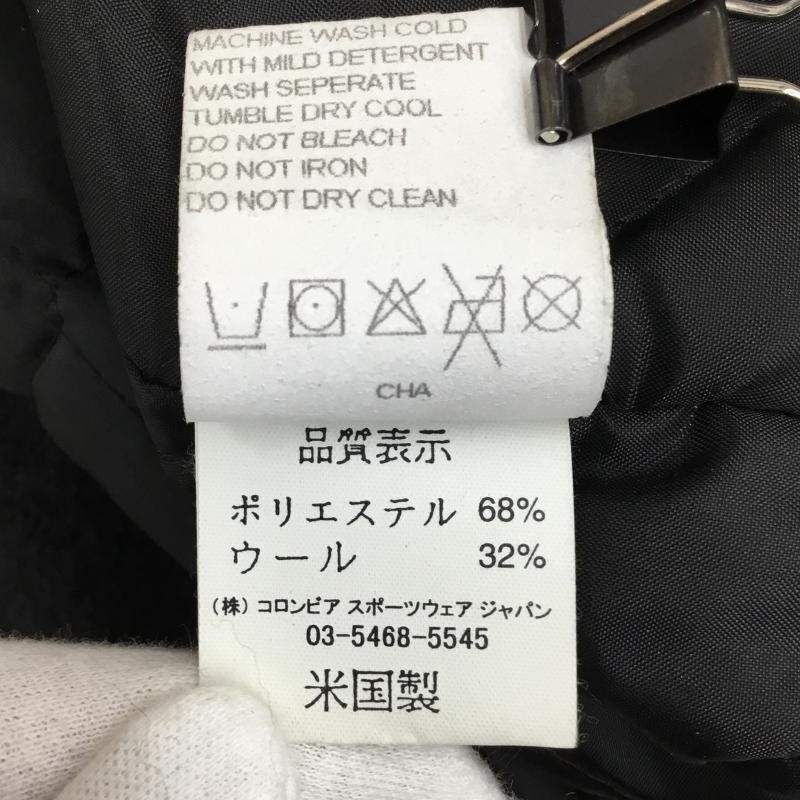 MACHINE WASH COLD
WITH MILD DETERGENT
WASH SEPERATE
TUMBLE DRY COOL
DO NOT BLEACH
DO NOT IRON
DO NOT DRY CLEAN
CHA
品質表示
ポリエステル 68%
ウール 32%
(株) コロンビア スポーツウェア ジャパン
03-5468-5545
米国製